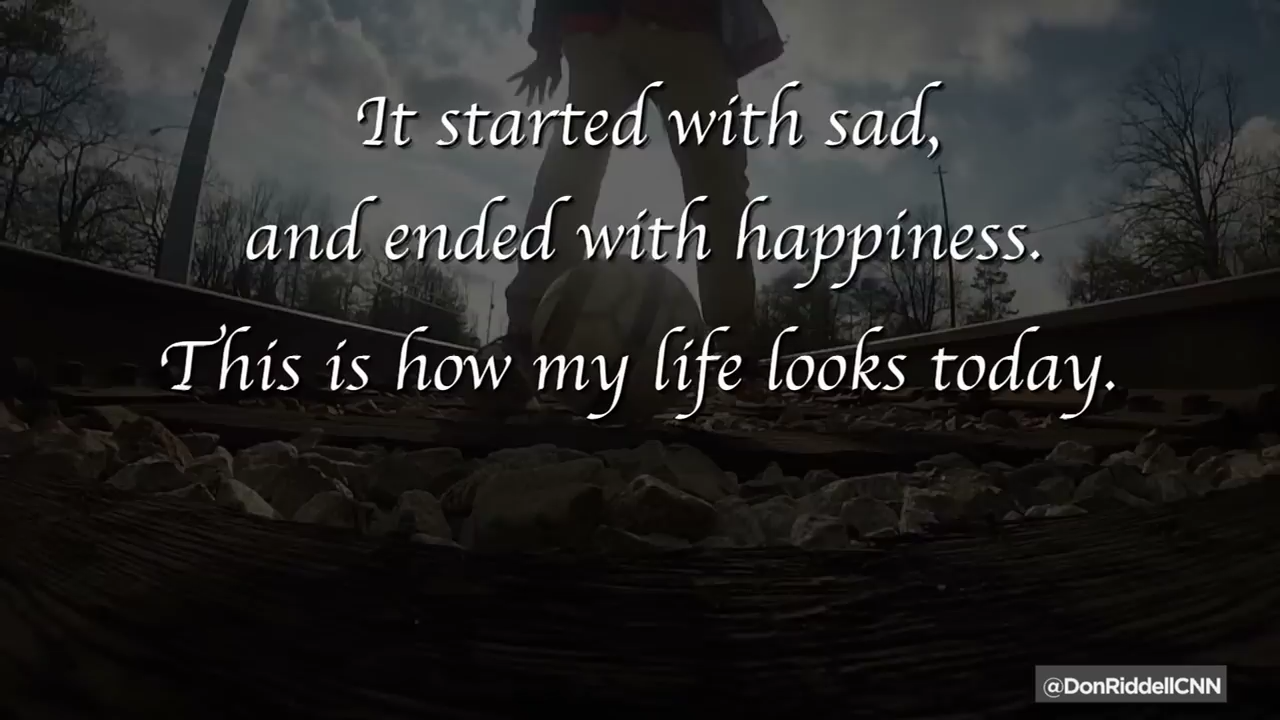 It started with sad,
and ended with happiness.
This is how my life looks today.
@DonRiddellCNN